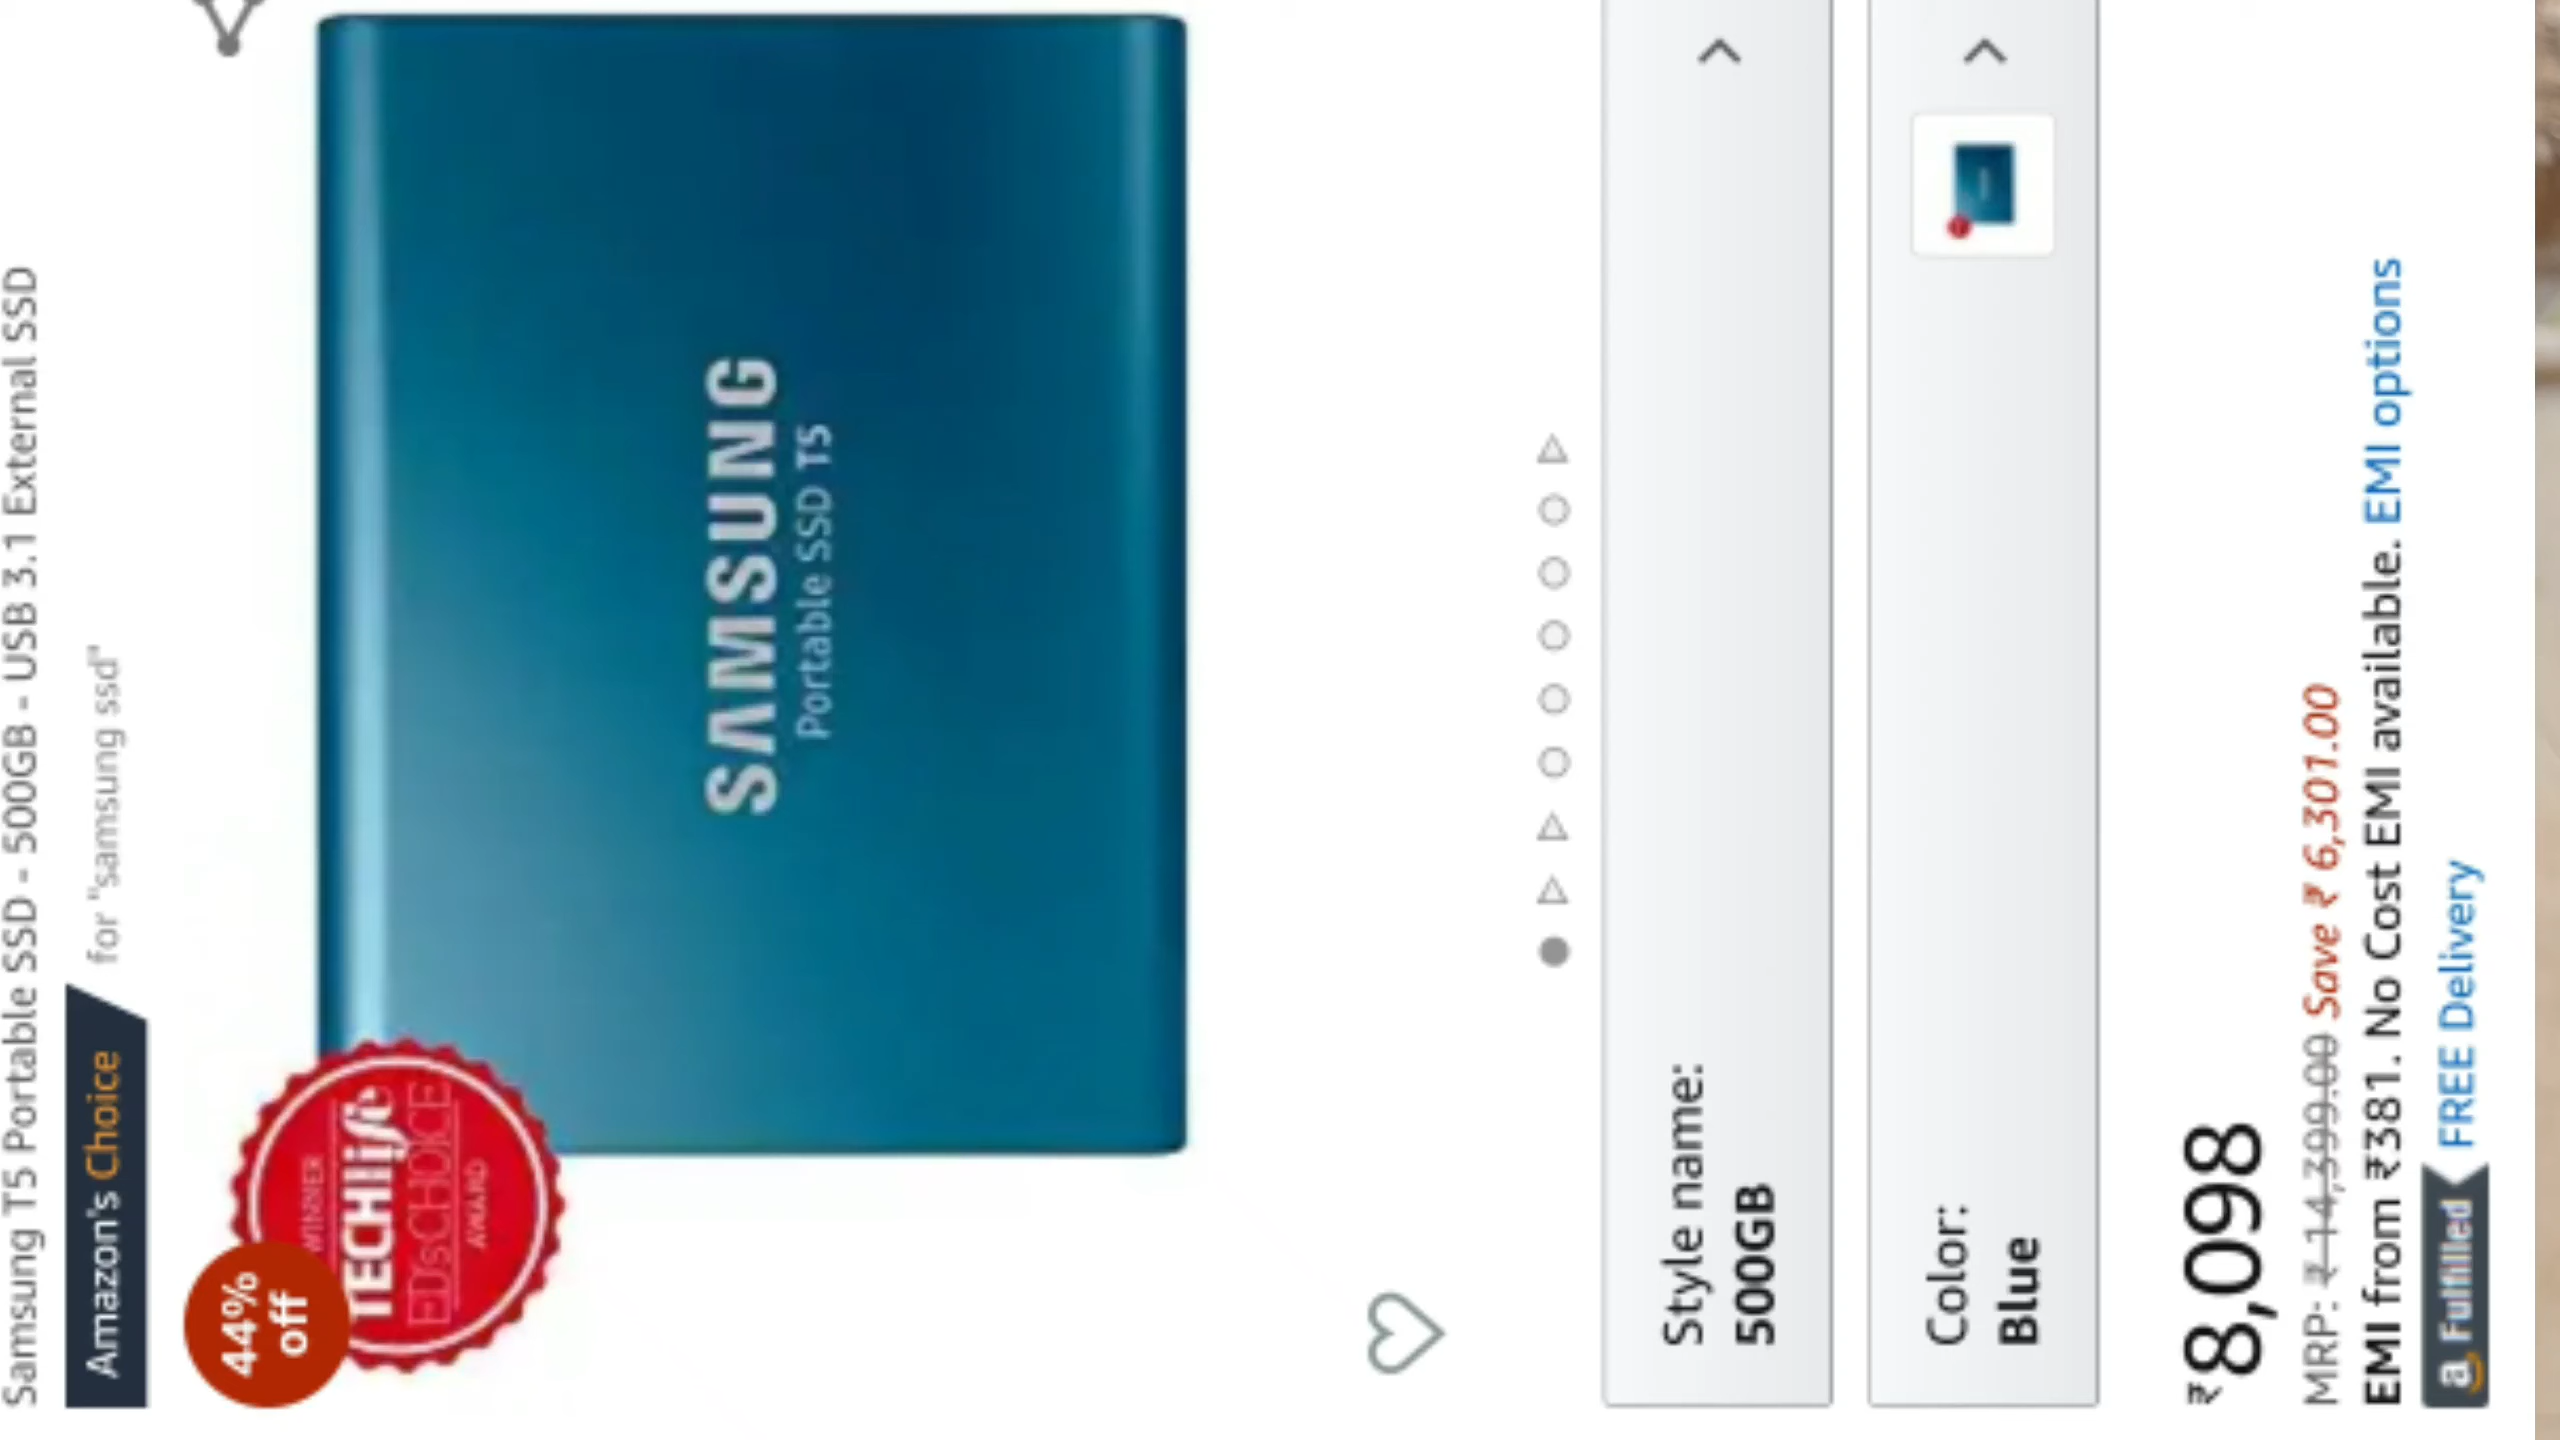 Samsung T5 Portable SSD - 500GB - USB 3.1 External SSD
Amazon's Choice for "samsung ssd"
44%
off
WINNER
TECHlife
EDsCHOICE
AWARD
SAMSUNG
Portable SSD T5
Style name:
500GB
Color:
Blue
₹8,098
MRP: ₹ 14,399.00 Save ₹ 6,301.00
EMI from ₹381. No Cost EMI available. EMI options
a Fulfilled FREE Delivery